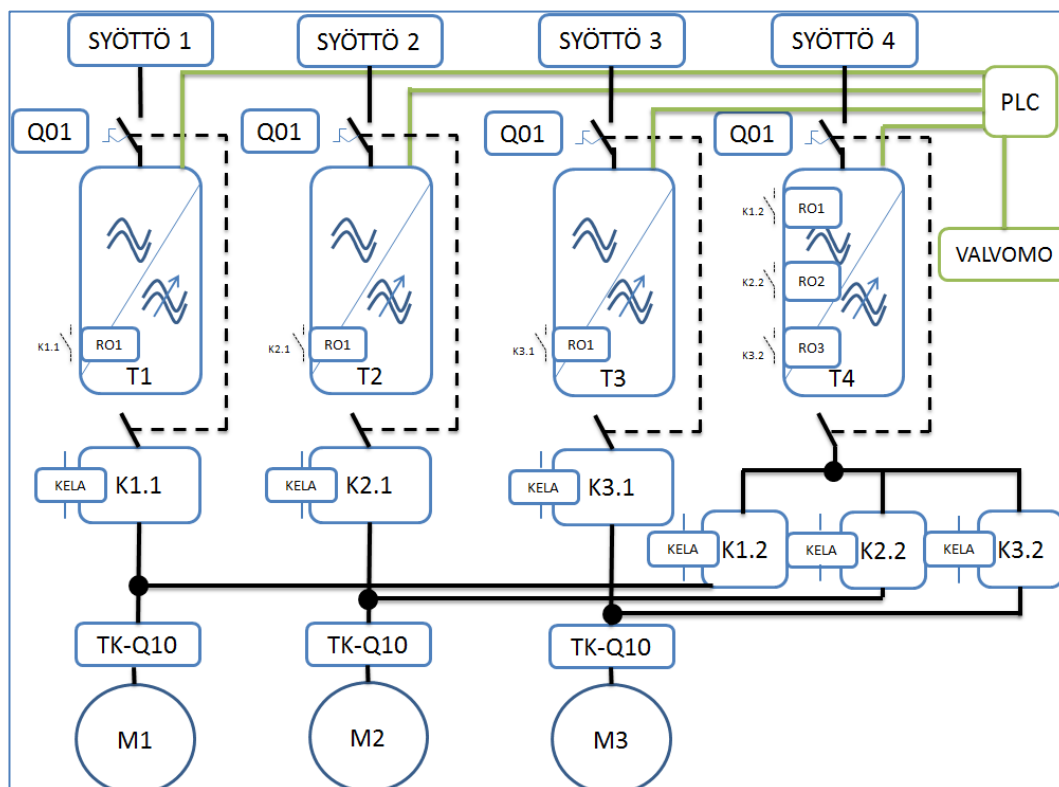 SYÖTTÖ 1
SYÖTTÖ 2
SYÖTTÖ 3
SYÖTTÖ 4
PLC
Q01
Q01
Q01
Q01
K1.2
RO1
VALVOMO
K2.2
RO2
K1.1
RO1
K2.1
RO1
K3.1
RO1
K3.2
RO3
T1
T2
T3
T4
KELA
K1.1
KELA
K2.1
KELA
K3.1
KELA
K1.2
KELA
K2.2
KELA
K3.2
TK-Q10
TK-Q10
TK-Q10
M1
M2
M3